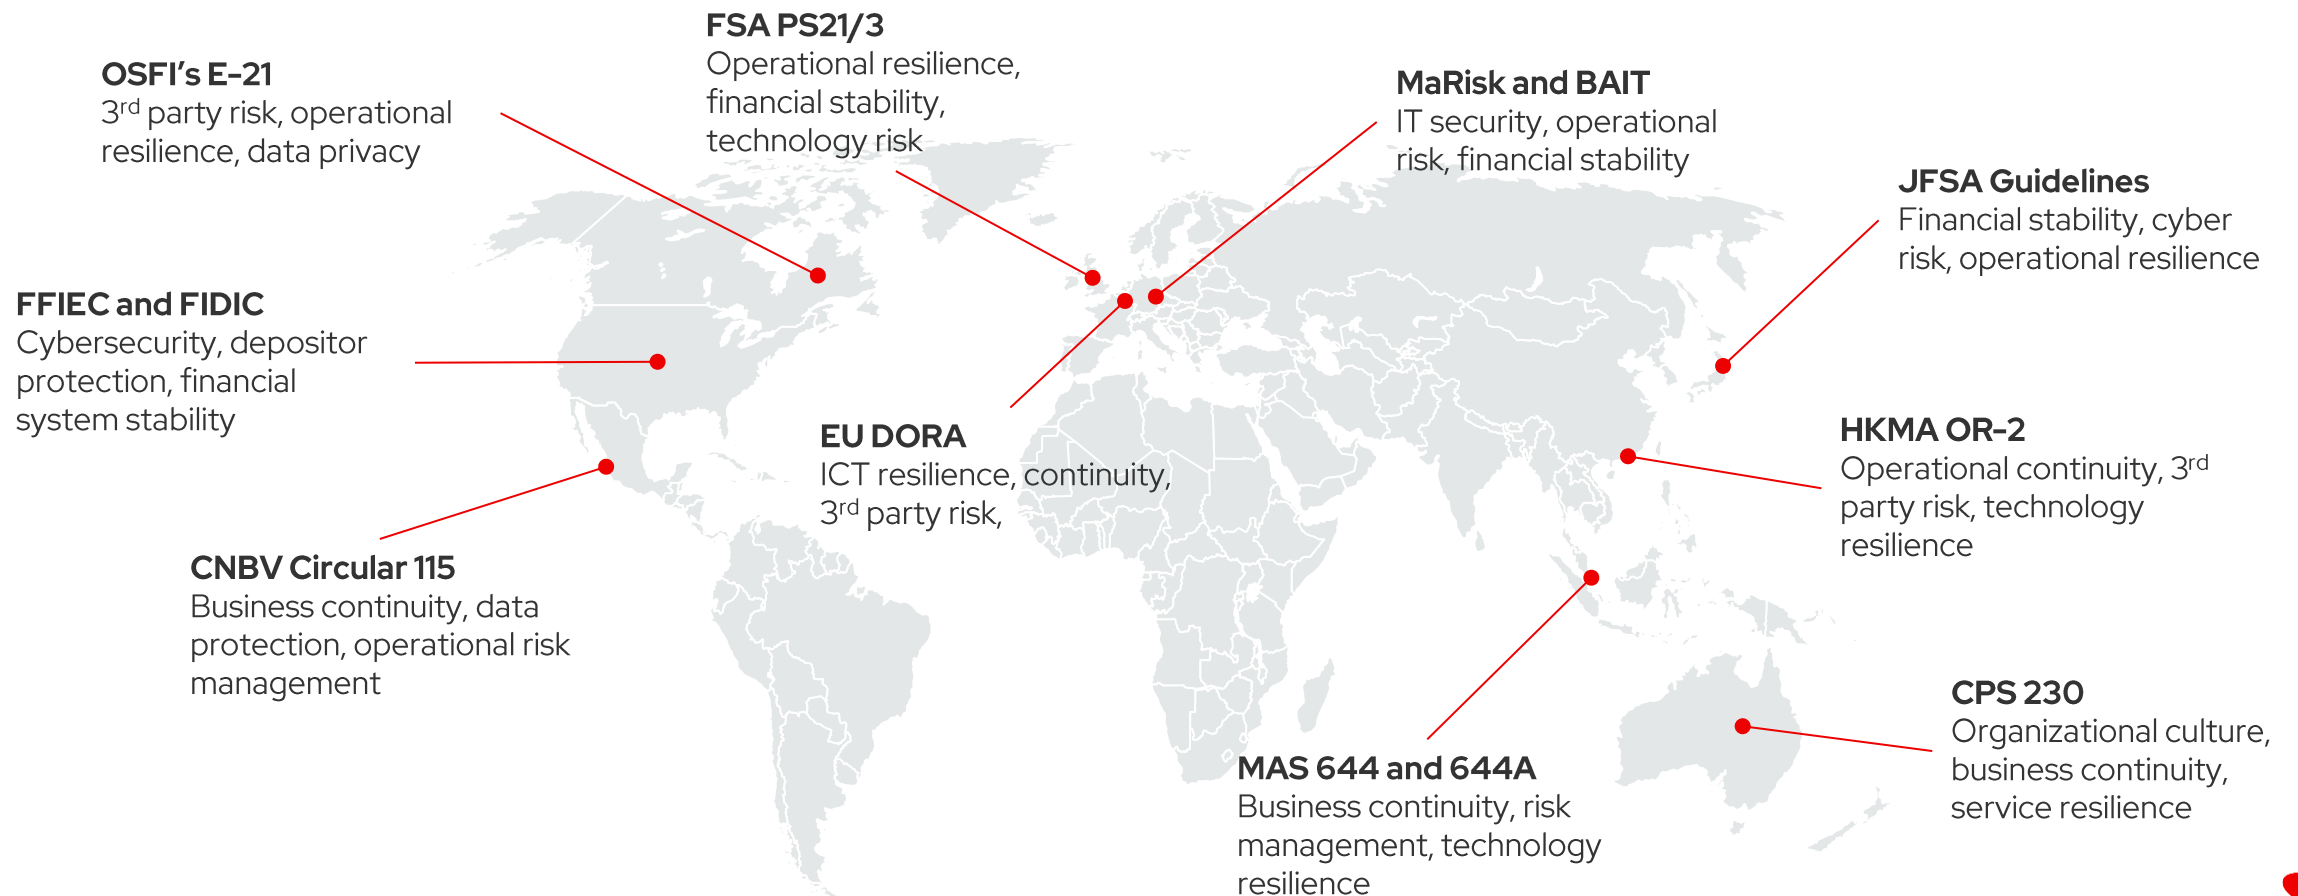 FSA PS21/3
Operational resilience,
financial stability,
technology risk
OSFI's E-21
3rd party risk, operational
resilience, data privacy
MaRisk and BAIT
IT security, operational
risk, financial stability
JFSA Guidelines
Financial stability, cyber
risk, operational resilience
FFIEC and FIDIC
Cybersecurity, depositor
protection, financial
system stability
EU DORA
ICT resilience, continuity,
3rd party risk,
HKMA OR-2
Operational continuity, 3rd
party risk, technology
resilience
CNBV Circular 115
Business continuity, data
protection, operational risk
management
MAS 644 and 644A
Business continuity, risk
management, technology
resilience
CPS 230
Organizational culture,
business continuity,
service resilience